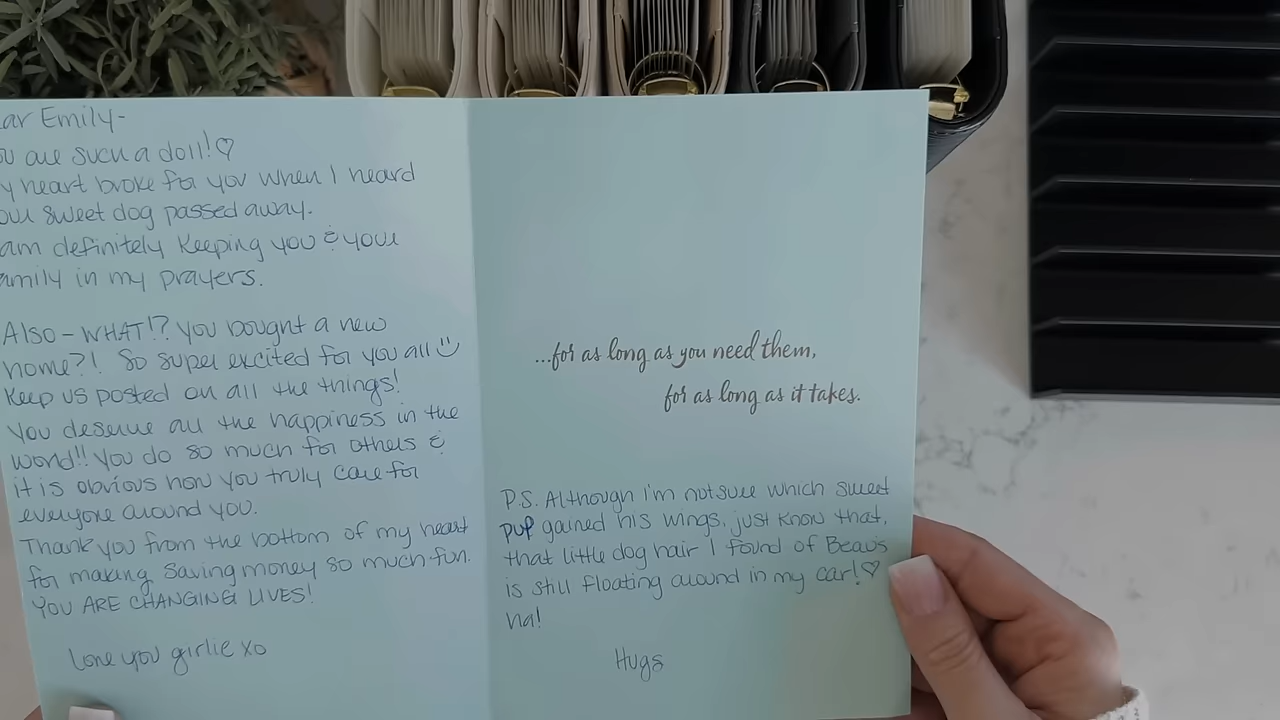 ar Emily-
ou are such a doll! ♡
y heart broke for you when I heard
our sweet dog passed away.
am definitely keeping you & your
amily in my prayers.
Also - WHAT!? you bought a new
home?! So super excited for you all
Keep us posted on all the things!
You deserve all the happiness in the
world!! You do so much for others &
it is obvious how you truly care for
everyone around you.
Thank you from the bottom of my heart
for making saving money so much fun.
YOU ARE CHANGING LIVES!
Love you girlie xo
...for as long as you need them,
for as long as it takes.
P.S. Although I'm not sure which sweet
pup gained his wings, just know that,
that little dog hair I found of Beau's
is still floating around in my car! ♡
ha!
Hugs